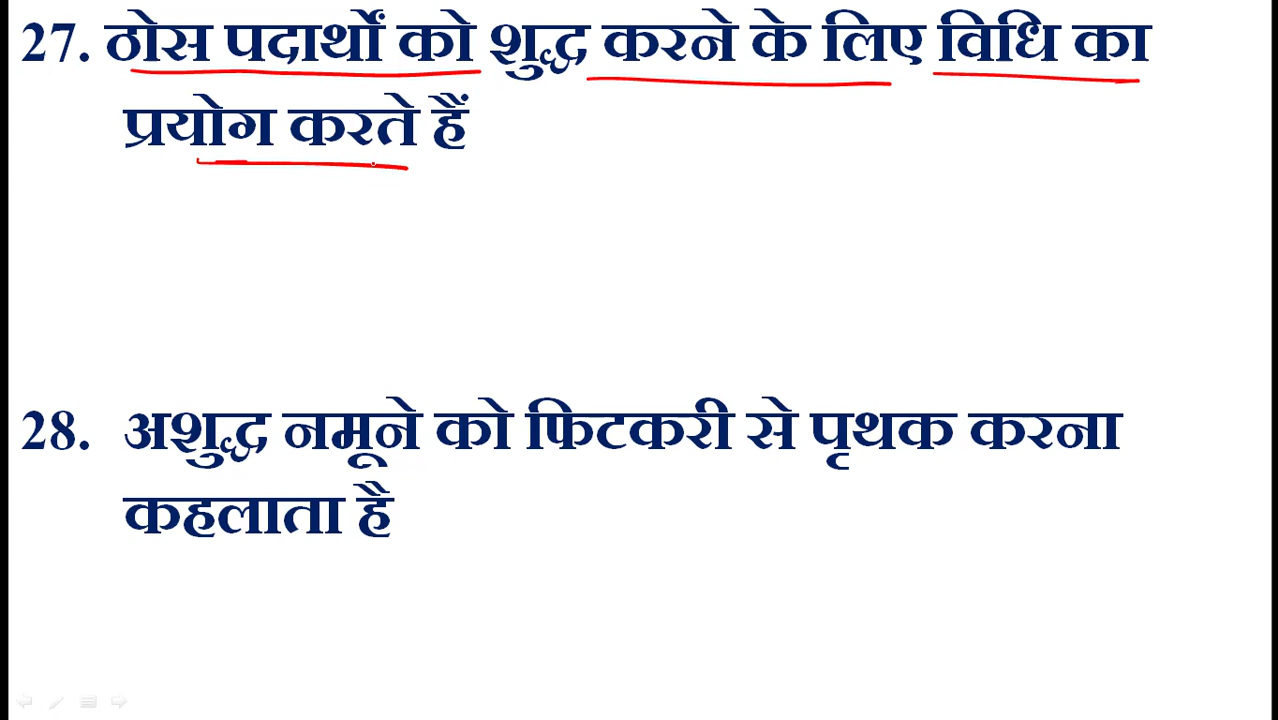 27. ठोस पदार्थों को शुद्ध करने के लिए विधि का
प्रयोग करते हैं
28. अशुद्ध नमूने को फिटकरी से पृथक करना
कहलाता है